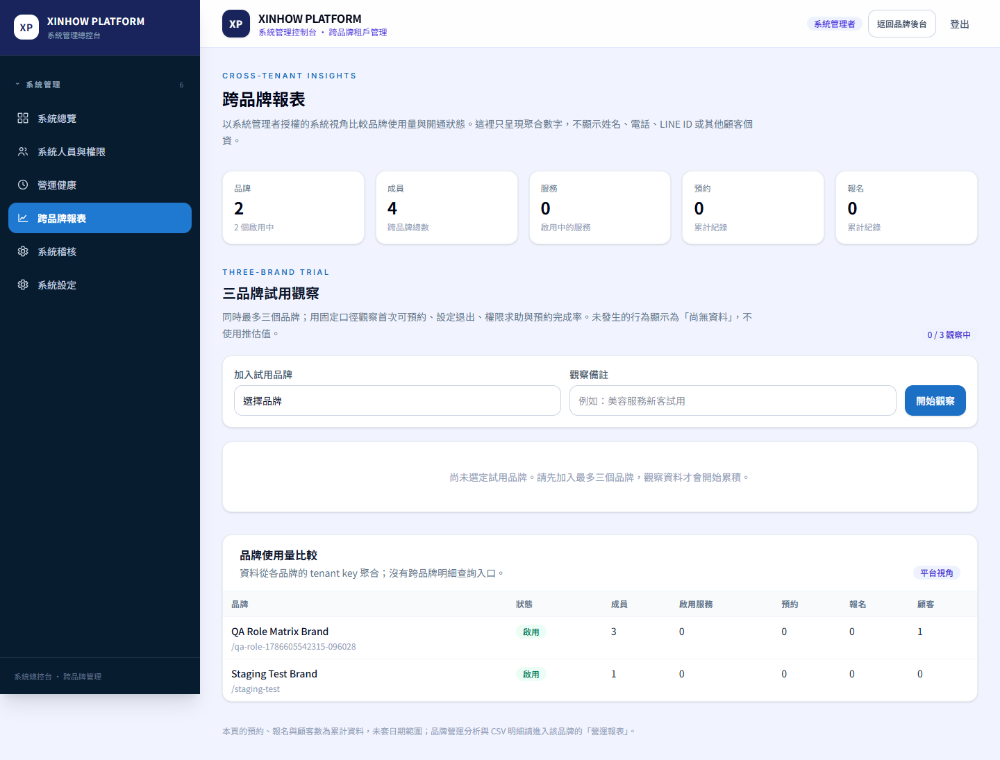 XP
XINHOW PLATFORM
系統管理總控台
系統管理
6
系統總覽
系統人員與權限
營運健康
跨品牌報表
系統稽核
系統設定
系統總控台 · 跨品牌管理
XP
XINHOW PLATFORM
系統管理控制台 · 跨品牌租戶管理
系統管理者
返回品牌後台
登出
CROSS-TENANT INSIGHTS
跨品牌報表
以系統管理者授權的系統視角比較品牌使用量與開通狀態。這裡只呈現聚合數字，不顯示姓名、電話、LINE ID 或其他顧客個
資。
品牌
2
2 個啟用中
成員
4
跨品牌總數
服務
0
啟用中的服務
預約
0
累計紀錄
報名
0
累計紀錄
THREE-BRAND TRIAL
三品牌試用觀察
同時最多三個品牌；用固定口徑觀察首次可預約、設定退出、權限求助與預約完成率。未發生的行為顯示為「尚無資料」，不
使用推估值。
0 / 3 觀察中
加入試用品牌
選擇品牌
觀察備註
例如：美容服務新客試用
開始觀察
尚未選定試用品牌。請先加入最多三個品牌，觀察資料才會開始累積。
品牌使用量比較
資料從各品牌的 tenant key 聚合；沒有跨品牌明細查詢入口。
平台視角
品牌 狀態 成員 啟用服務 預約 報名 顧客
QA Role Matrix Brand 啟用 3 0 0 0 1
/qa-role-1786605542315-096028
Staging Test Brand 啟用 1 0 0 0 0
/staging-test
本頁的預約、報名與顧客數為累計資料，未套日期範圍；品牌營運分析與 CSV 明細請進入該品牌的「營運報表」。